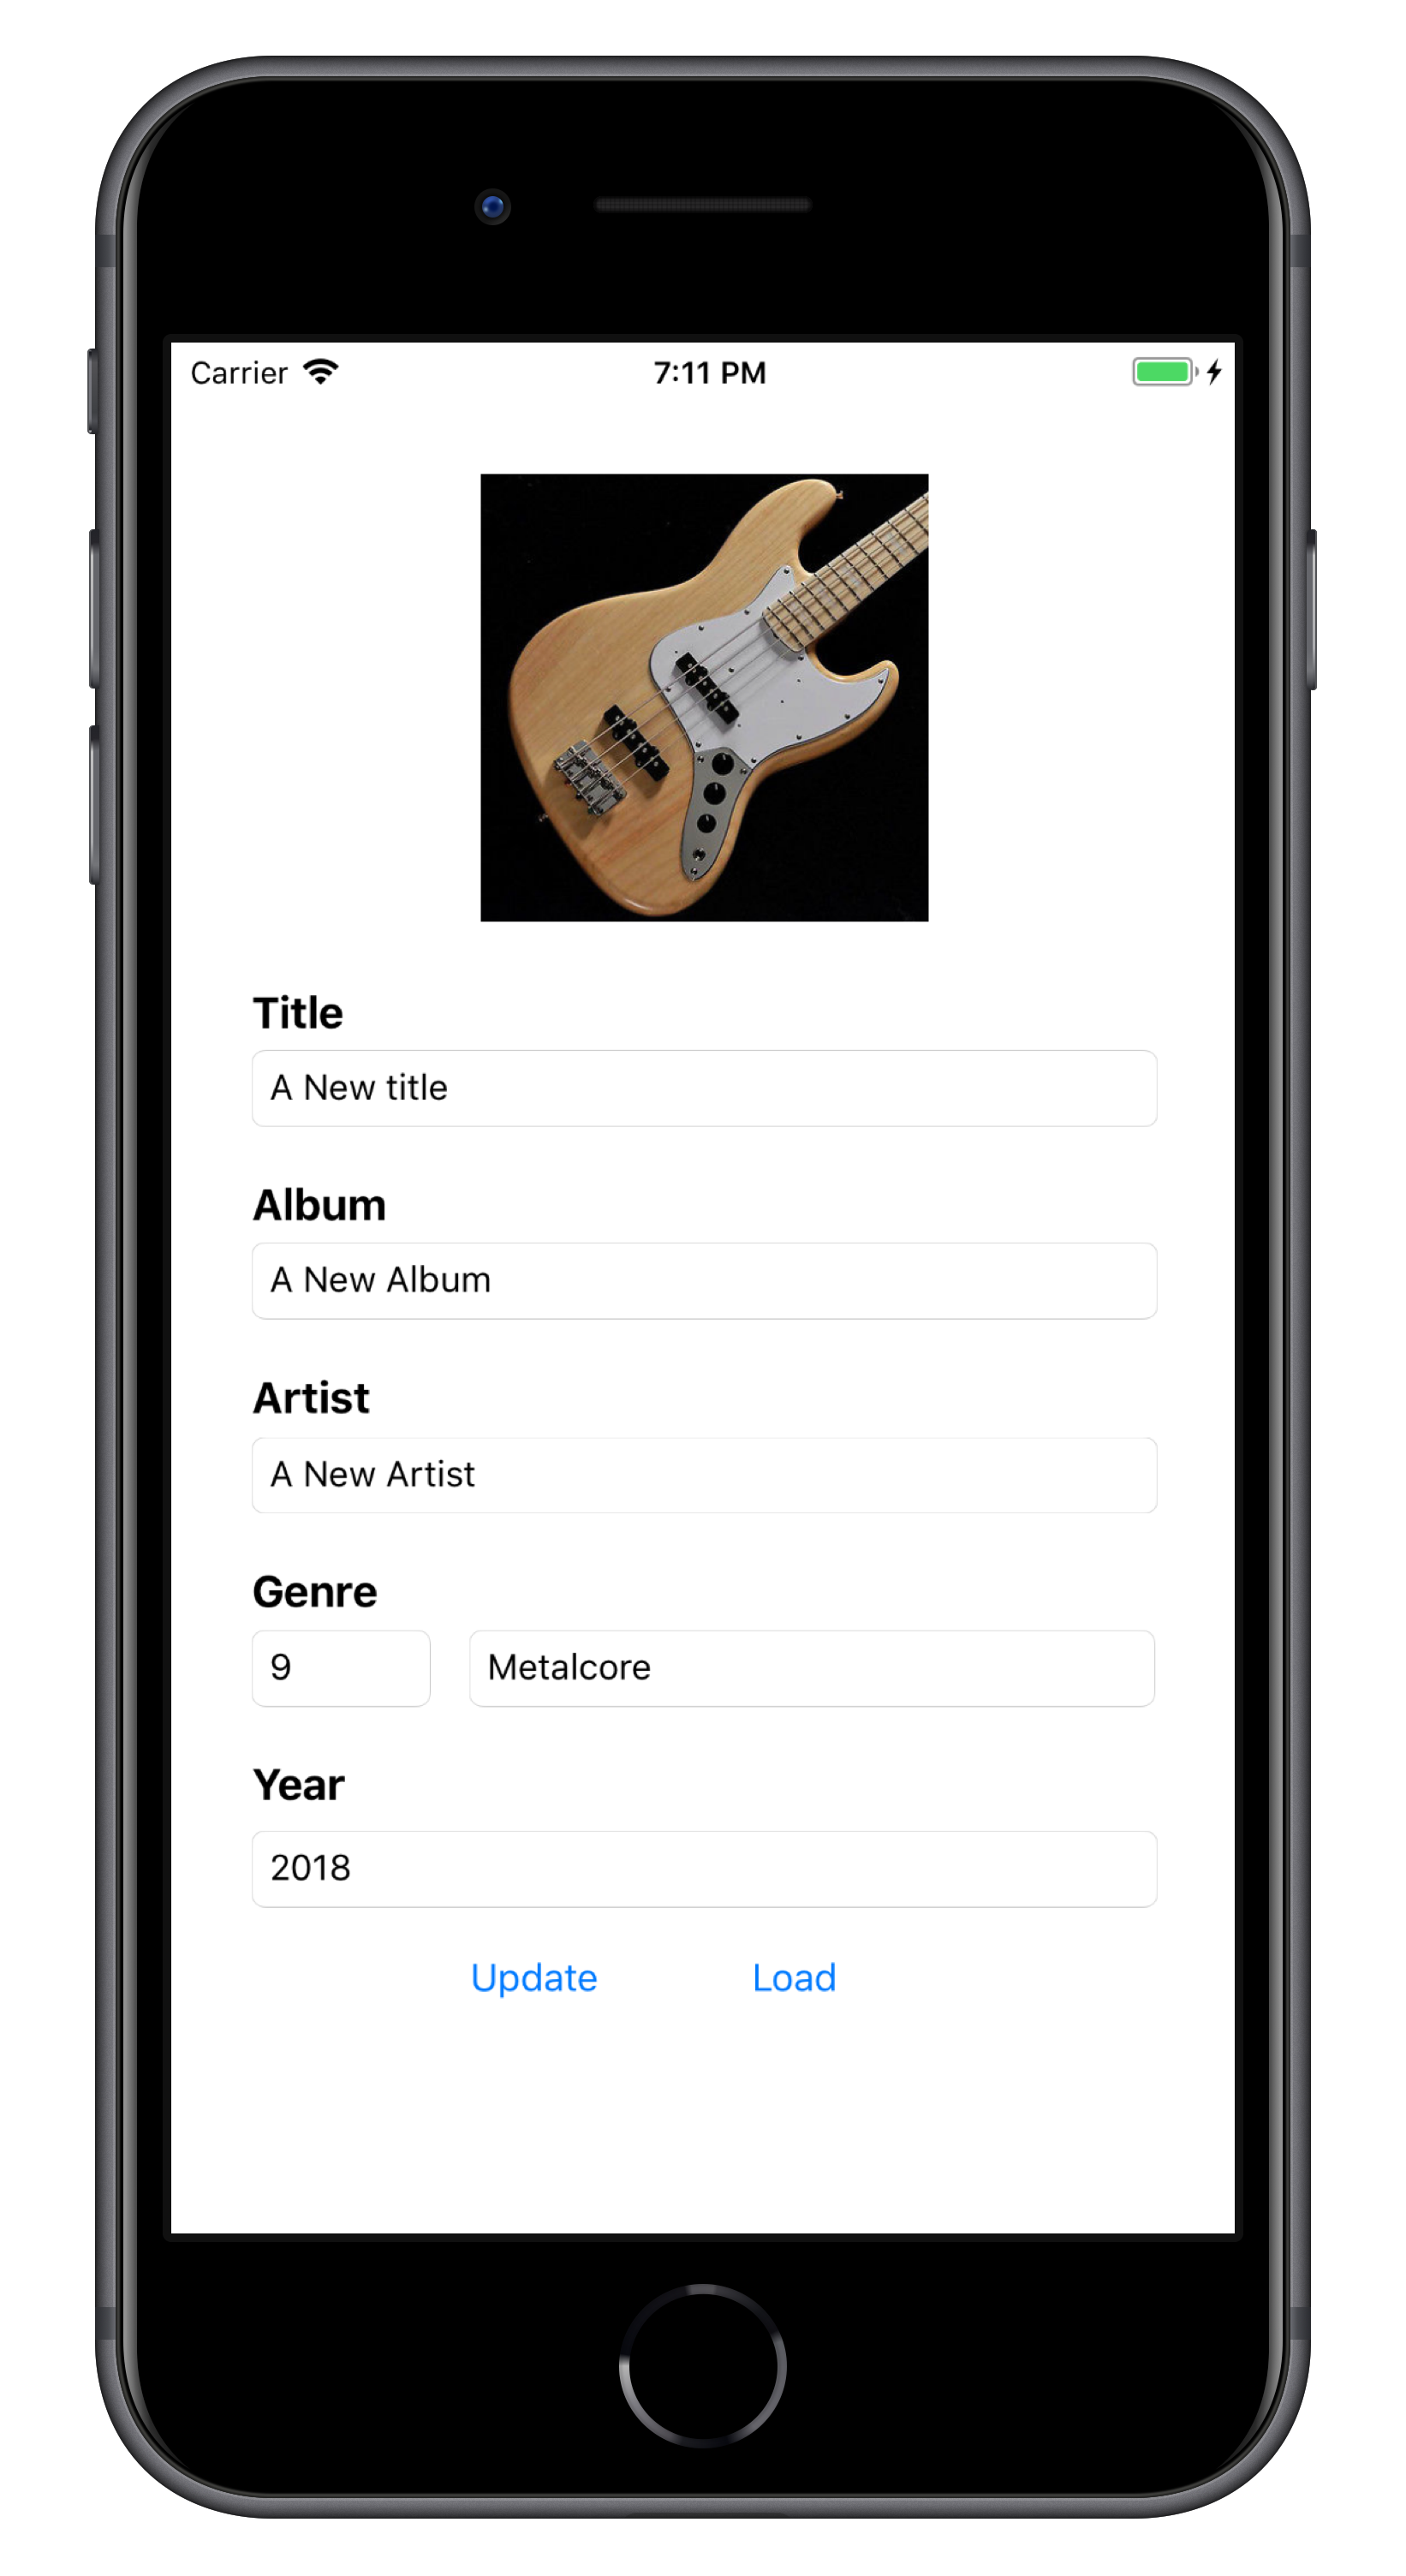 Carrier 7:11 PM
Title
A New title
Album
A New Album
Artist
A New Artist
Genre
9 Metalcore
Year
2018
Update Load